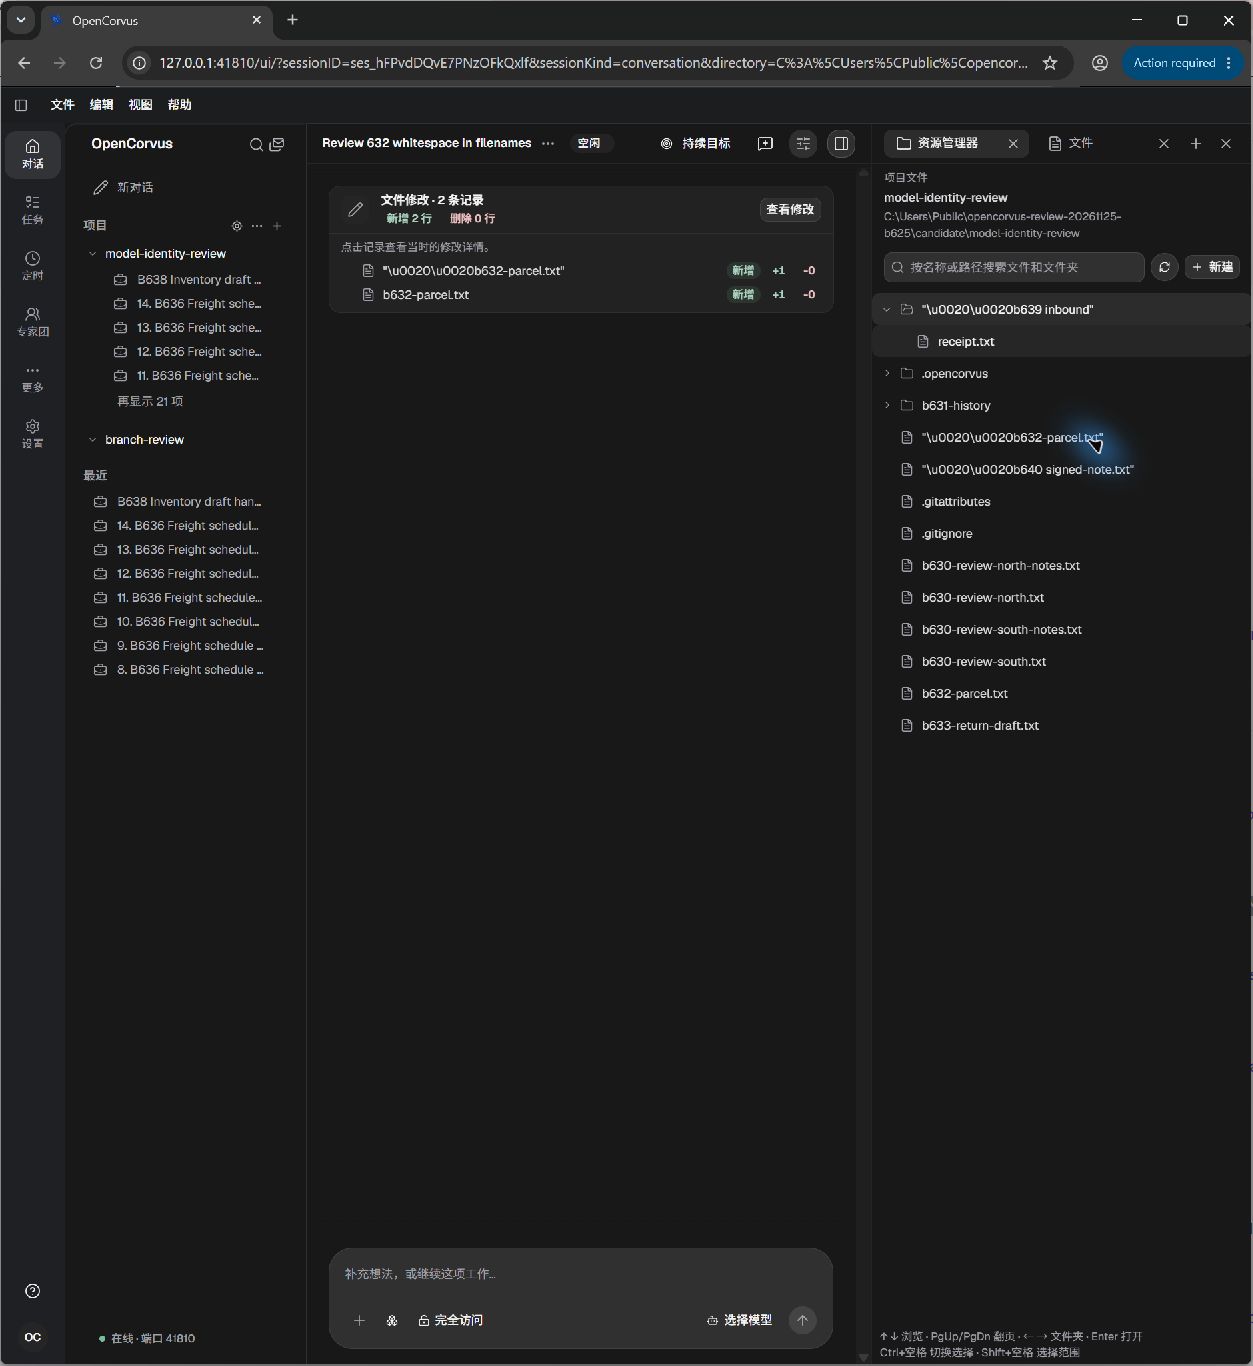 OpenCorvus
127.0.0.1:41810/ui/?sessionID=ses_hFPvdDQvE7PNzOFkQxlf&sessionKind=conversation&directory=C%3A%5CUsers%5CPublic%5Copencor...
Action required
文件 编辑 视图 帮助
对话
任务
定时
专家团
更多
设置
OC
OpenCorvus
新对话
项目
model-identity-review
B638 Inventory draft ...
14. B636 Freight sche...
13. B636 Freight sche...
12. B636 Freight sche...
11. B636 Freight sche...
再显示 21 项
branch-review
最近
B638 Inventory draft han...
14. B636 Freight schedul...
13. B636 Freight schedul...
12. B636 Freight schedul...
11. B636 Freight schedule...
10. B636 Freight schedul...
9. B636 Freight schedule ...
8. B636 Freight schedule ...
在线 · 端口 41810
Review 632 whitespace in filenames ··· 空闲 持续目标
文件修改 · 2 条记录
新增 2 行 删除 0 行
查看修改
点击记录查看当时的修改详情。
"\u0020\u0020b632-parcel.txt" 新增 +1 -0
b632-parcel.txt 新增 +1 -0
补充想法，或继续这项工作...
完全访问 选择模型
资源管理器 文件
项目文件
model-identity-review
C:\Users\Public\opencorvus-review-20261125-
b625\candidate\model-identity-review
按名称或路径搜索文件和文件夹
新建
"\u0020\u0020b639 inbound"
receipt.txt
.opencorvus
b631-history
"\u0020\u0020b632-parcel.txt"
"\u0020\u0020b640 signed-note.txt"
.gitattributes
.gitignore
b630-review-north-notes.txt
b630-review-north.txt
b630-review-south-notes.txt
b630-review-south.txt
b632-parcel.txt
b633-return-draft.txt
↑↓ 浏览 · PgUp/PgDn 翻页 · ←→ 文件夹 · Enter 打开
Ctrl+空格 切换选择 · Shift+空格 选择范围